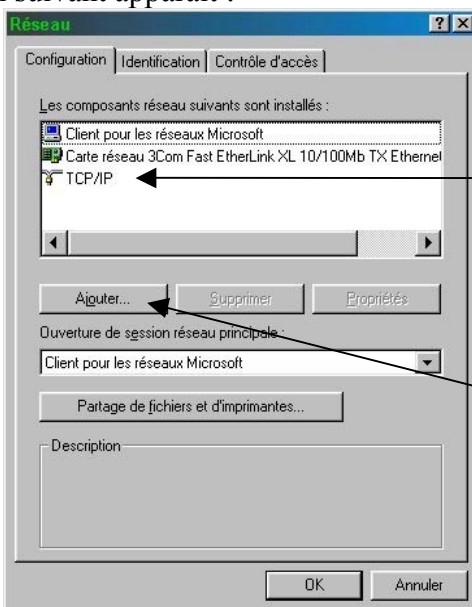 suivant apparaît :
Réseau
Configuration Identification Contrôle d'accès
Les composants réseau suivants sont installés :
Client pour les réseaux Microsoft
Carte réseau 3Com Fast EtherLink XL 10/100Mb TX Ethernet
TCP/IP
Ajouter... Supprimer Propriétés
Ouverture de session réseau principale :
Client pour les réseaux Microsoft
Partage de fichiers et d'imprimantes...
Description
OK Annuler